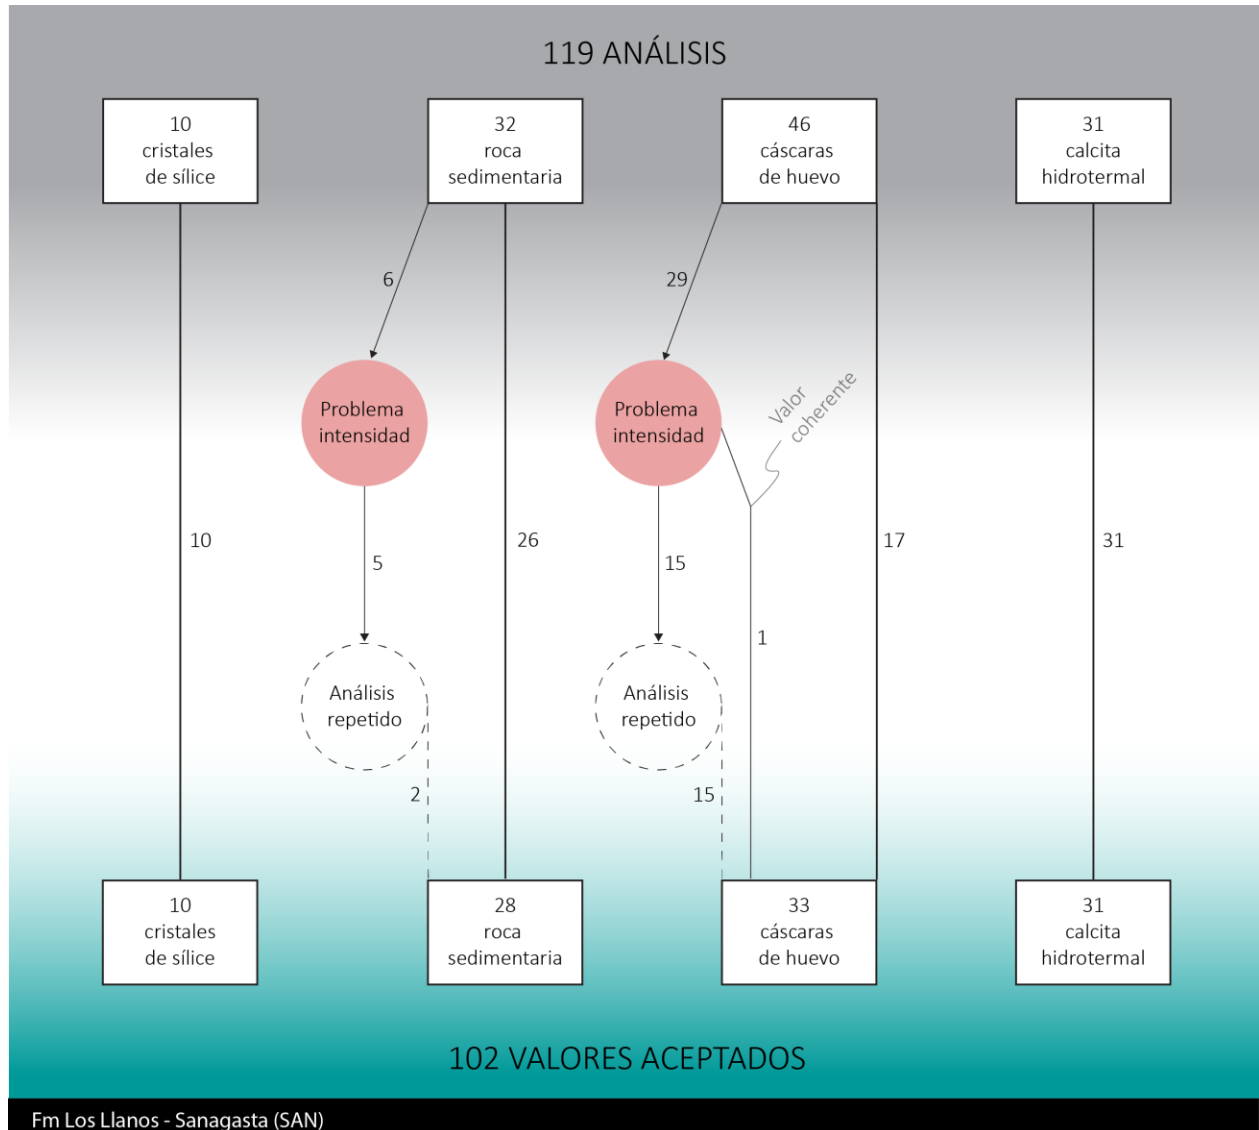 119 ANÁLISIS
10
cristales
de sílice
32
roca
sedimentaria
46
cáscaras
de huevo
31
calcita
hidrotermal
6
29
Problema
intensidad
Problema
intensidad
Valor
coherente
10
5
26
15
17
31
1
Análisis
repetido
Análisis
repetido
2
15
10
cristales
de sílice
28
roca
sedimentaria
33
cáscaras
de huevo
31
calcita
hidrotermal
102 VALORES ACEPTADOS
Fm Los Llanos - Sanagasta (SAN)